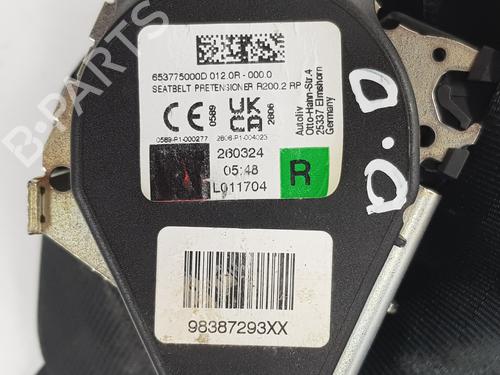 653775000D 012.0R - 000.0
SEATBELT PRETENSIONER R200.2 RP
CE 0589 UK CA 2806
0589-P1-000277 2806-P1-004023
Autoliv
Otto-Hahn-Str.4
25337 Elmshorn
Germany
260324
05:48
L011704
R
98387293XX
D.D